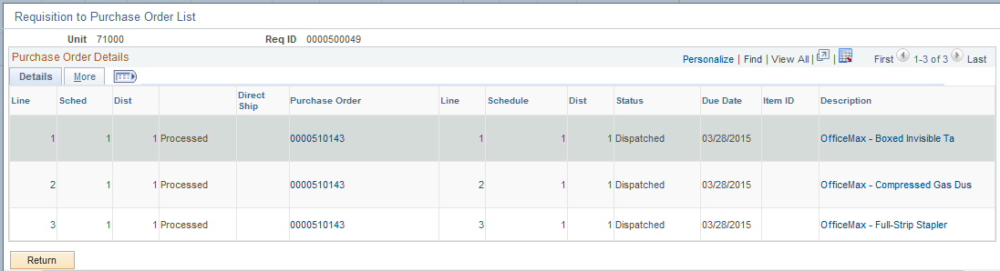 Requisition to Purchase Order List
Unit 71000 Req ID 0000500049
Purchase Order Details Personalize | Find | View All | | First 1-3 of 3 Last
Details More
Line Sched Dist Direct Ship Purchase Order Line Schedule Dist Status Due Date Item ID Description
1 1 1 Processed 0000510143 1 1 1 Dispatched 03/28/2015 OfficeMax - Boxed Invisible Ta
2 1 1 Processed 0000510143 2 1 1 Dispatched 03/28/2015 OfficeMax - Compressed Gas Dus
3 1 1 Processed 0000510143 3 1 1 Dispatched 03/28/2015 OfficeMax - Full-Strip Stapler
Return